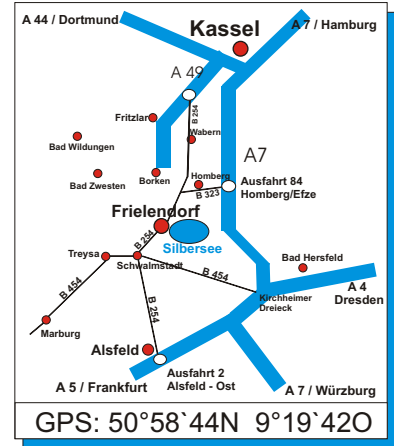 A 44 / Dortmund
Kassel
A 7 / Hamburg
A 49
B 254
Fritzlar
Wabern
Bad Wildungen
A7
Bad Zwesten
Borken
Homberg
B 323
Ausfahrt 84
Homberg/Efze
Frielendorf
Silbersee
B 254
Treysa
Schwalmstadt
B 454
Bad Hersfeld
B 454
B 254
Kirchheimer
Dreieck
A 4
Dresden
Marburg
Alsfeld
Ausfahrt 2
Alsfeld - Ost
A 5 / Frankfurt
A 7 / Würzburg
GPS: 50°58`44N 9°19`42O